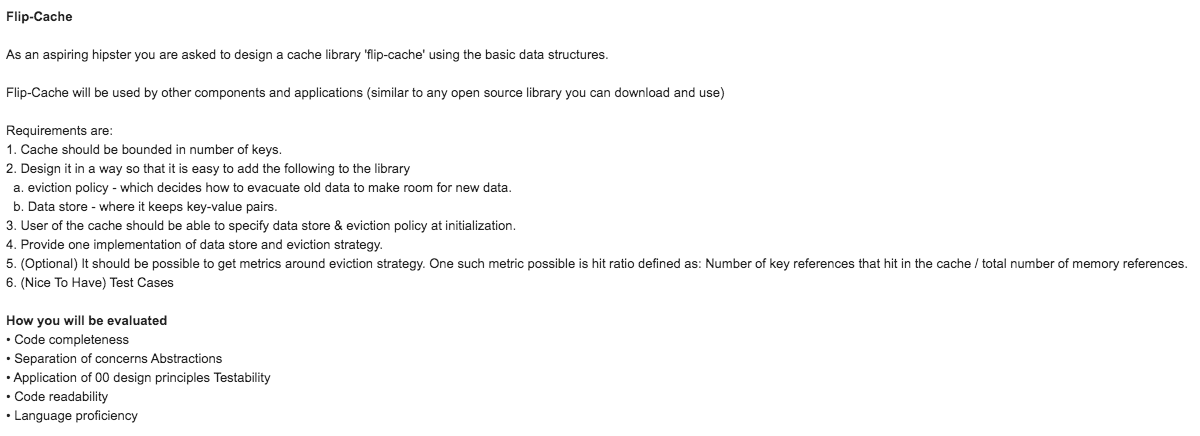 Flip-Cache
As an aspiring hipster you are asked to design a cache library 'flip-cache' using the basic data structures.
Flip-Cache will be used by other components and applications (similar to any open source library you can download and use)
Requirements are:
1. Cache should be bounded in number of keys.
2. Design it in a way so that it is easy to add the following to the library
a. eviction policy - which decides how to evacuate old data to make room for new data.
b. Data store - where it keeps key-value pairs.
3. User of the cache should be able to specify data store & eviction policy at initialization.
4. Provide one implementation of data store and eviction strategy.
5. (Optional) It should be possible to get metrics around eviction strategy. One such metric possible is hit ratio defined as: Number of key references that hit in the cache / total number of memory references.
6. (Nice To Have) Test Cases
How you will be evaluated
• Code completeness
• Separation of concerns Abstractions
• Application of 00 design principles Testability
• Code readability
• Language proficiency